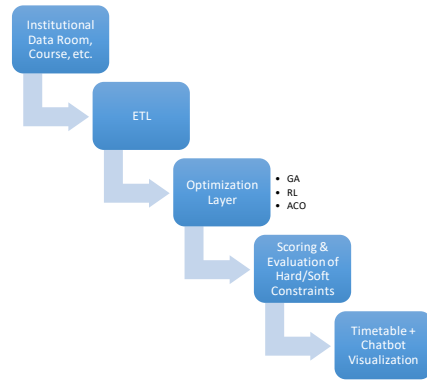 Institutional
Data Room,
Course, etc.
ETL
Optimization
Layer
• GA
• RL
• ACO
Scoring &
Evaluation of
Hard/Soft
Constraints
Timetable +
Chatbot
Visualization